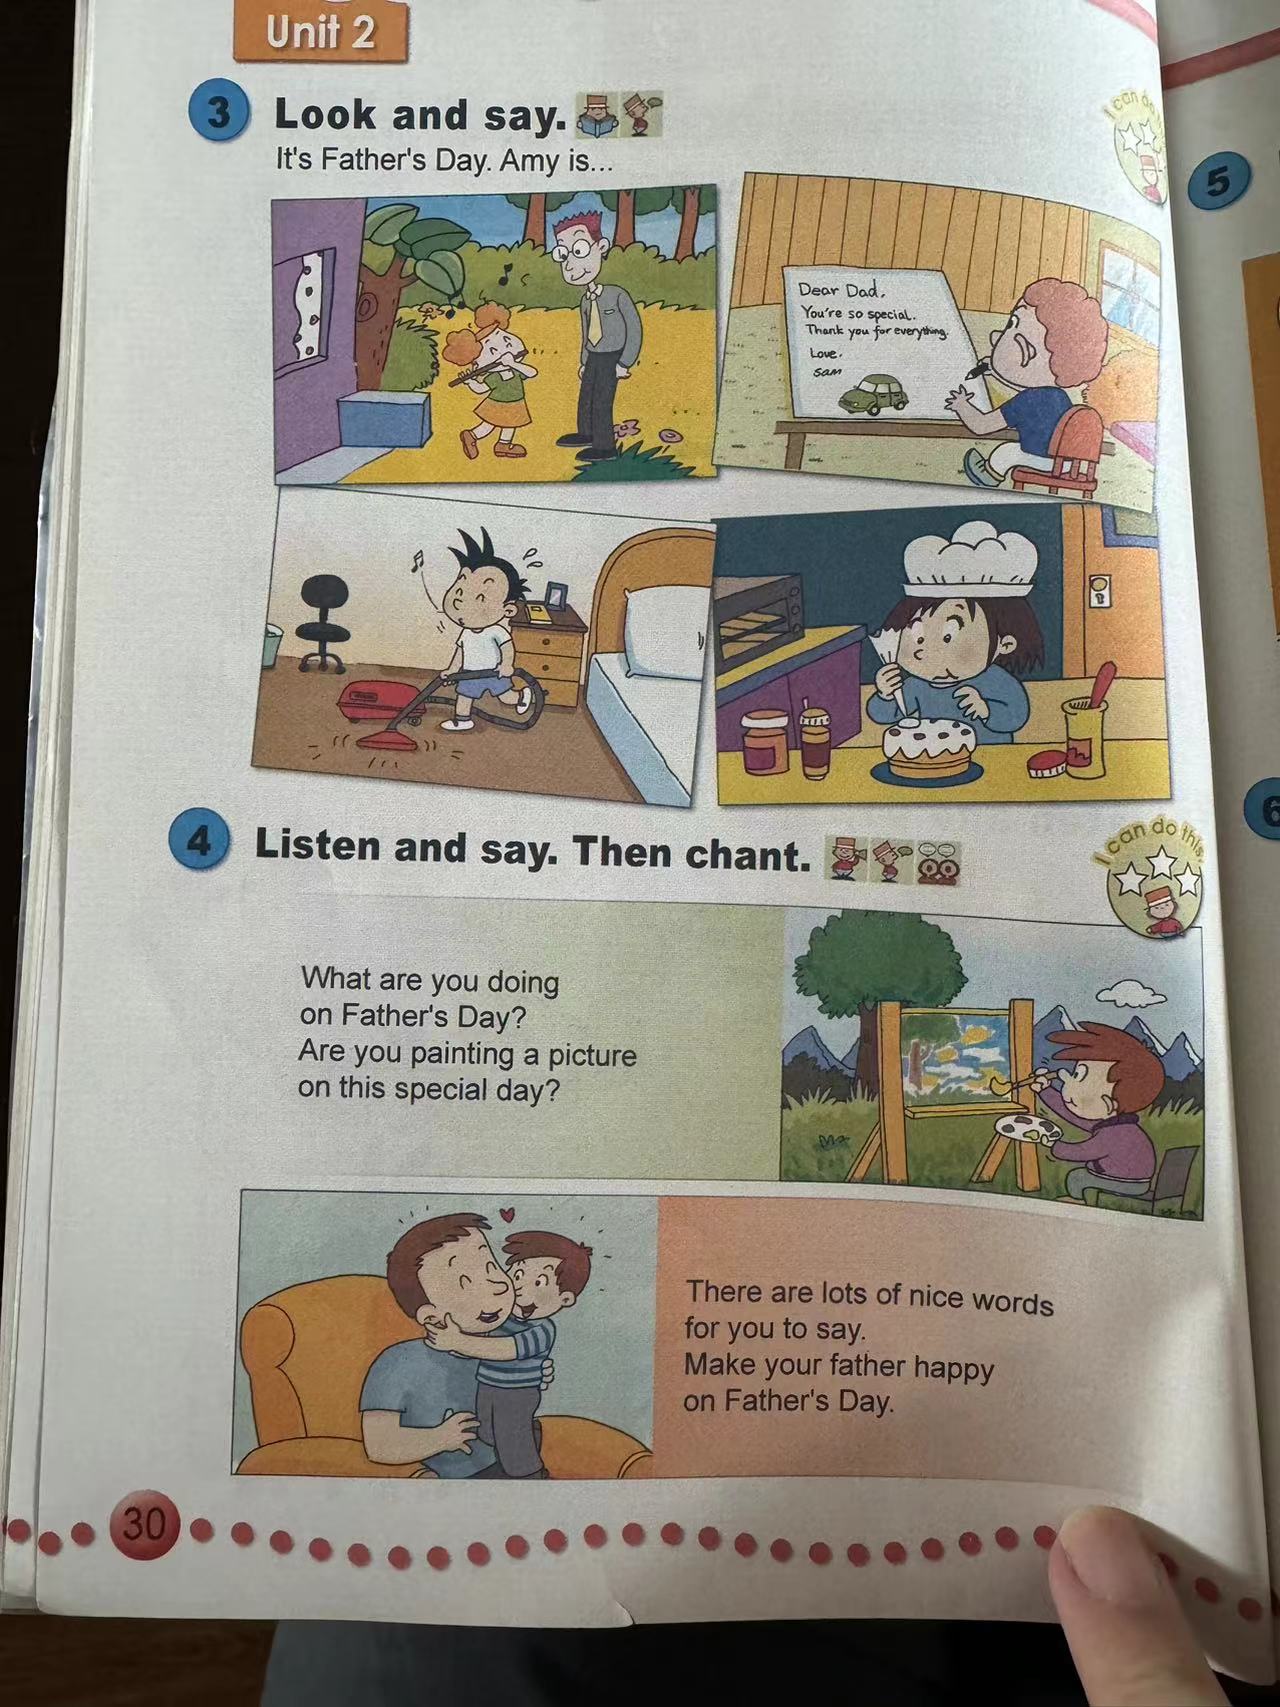 Unit 2
3 Look and say.
It's Father's Day. Amy is...
I can do
5
Dear Dad,
You're so special.
Thank you for everything.
Love,
Sam
4 Listen and say. Then chant.
I can do this.
6
What are you doing
on Father's Day?
Are you painting a picture
on this special day?
There are lots of nice words
for you to say.
Make your father happy
on Father's Day.
30